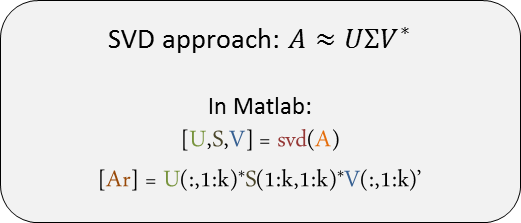 SVD approach: A ≈ UΣV*
In Matlab:
[U,S,V] = svd(A)
[Ar] = U(:,1:k)*S(1:k,1:k)*V(:,1:k)’